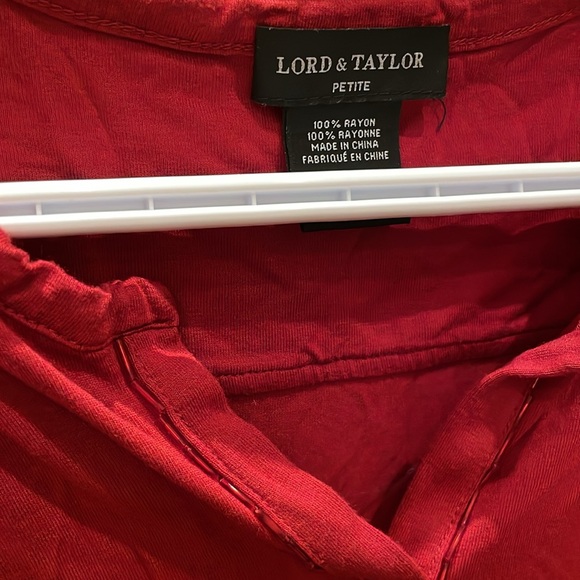 LORD & TAYLOR
PETITE
100% RAYON
100% RAYONNE
MADE IN CHINA
FABRIQUÉ EN CHINE